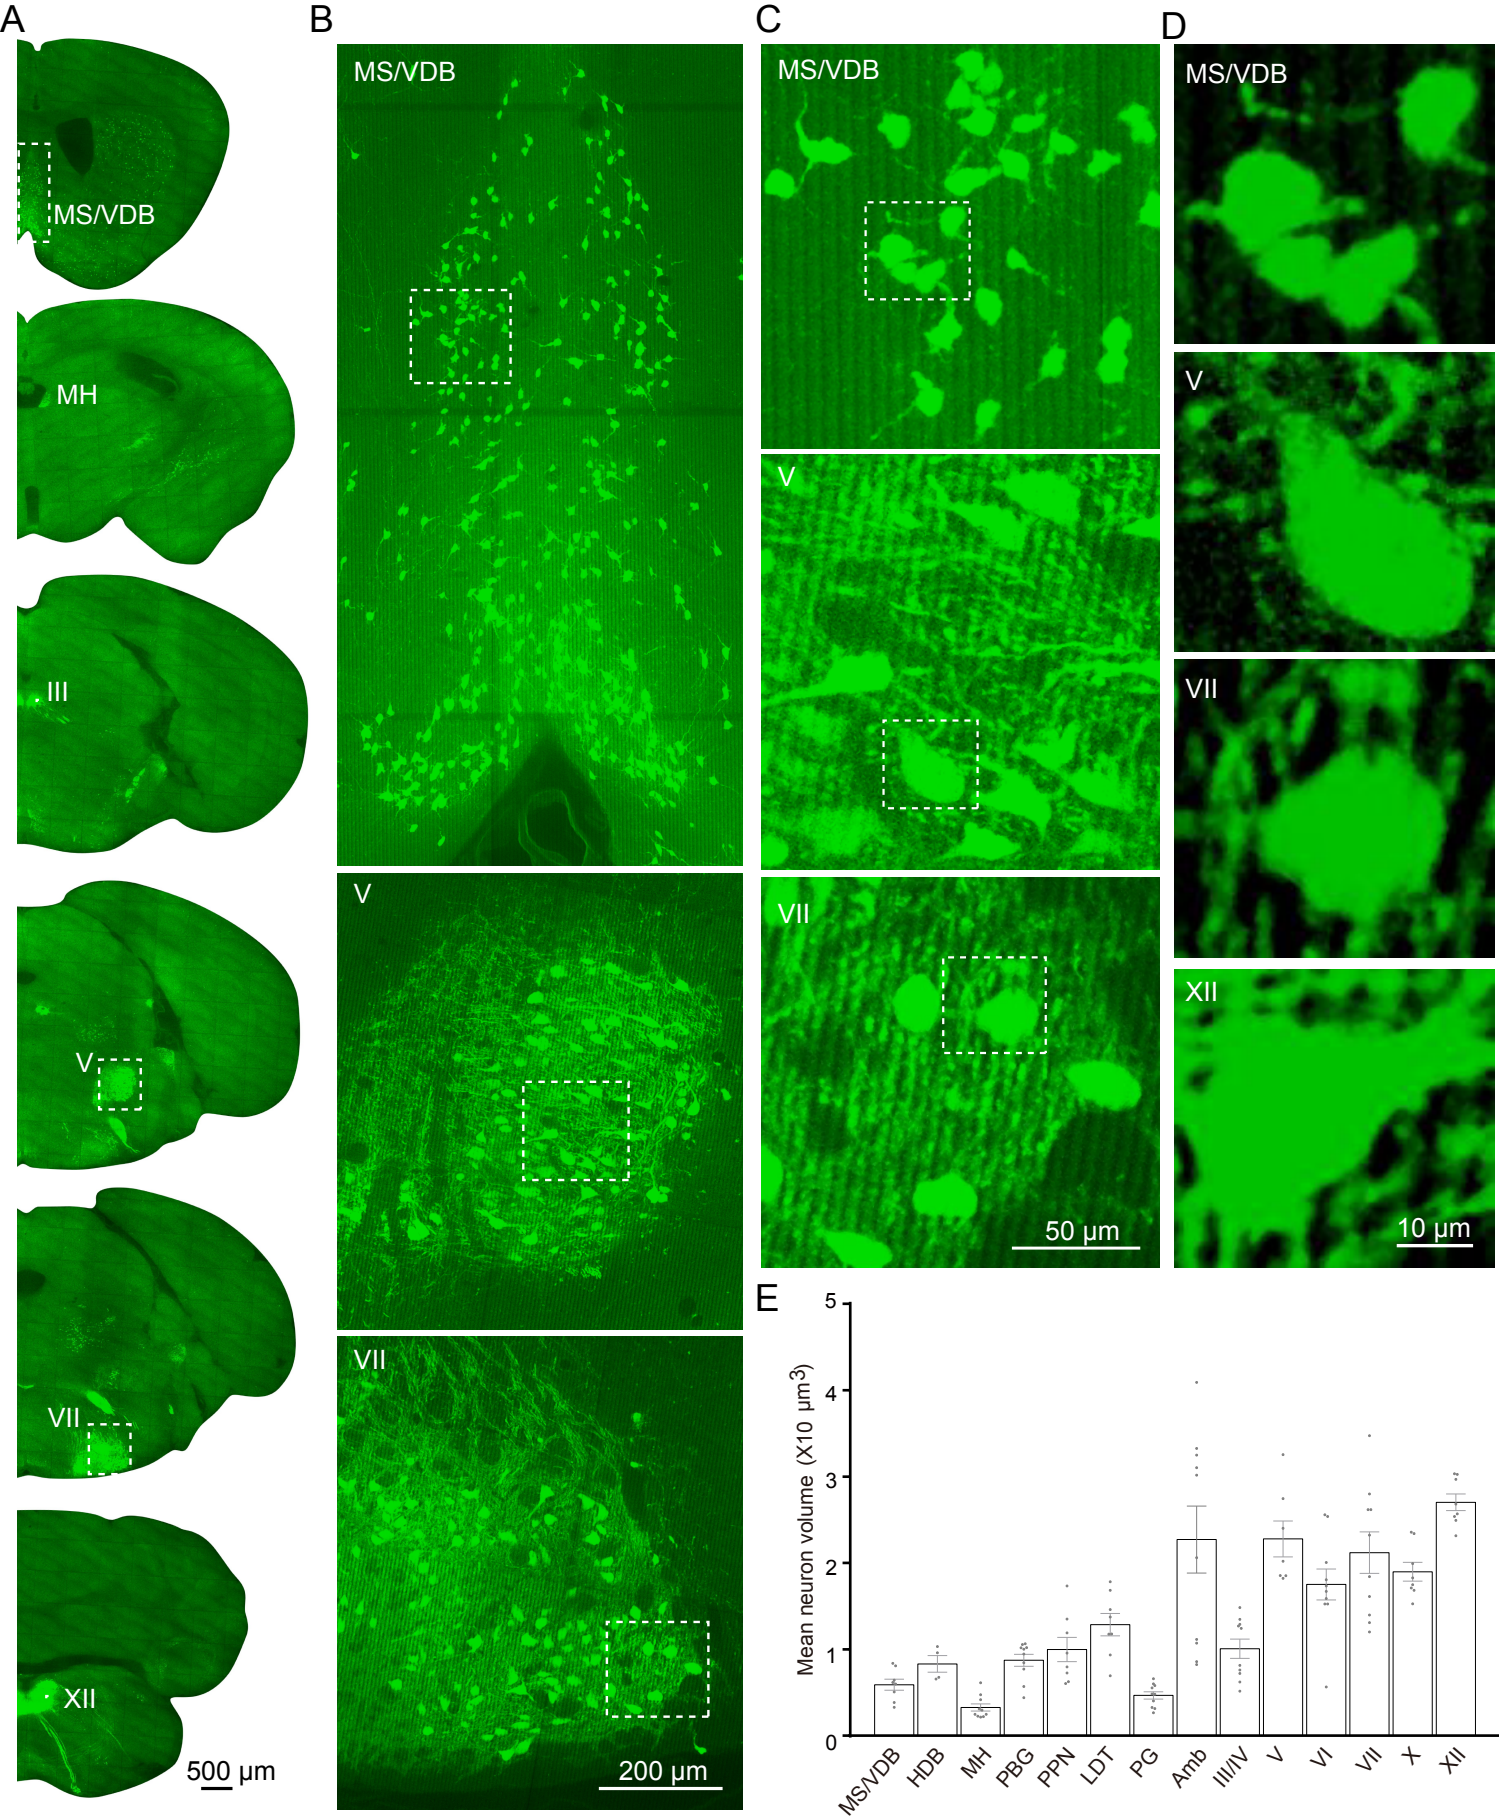 A
MS/VDB
MH
III
V
VII
XII
500 µm
B
MS/VDB
V
VII
200 µm
C
MS/VDB
V
VII
50 µm
D
MS/VDB
V
VII
XII
10 µm
E
Mean neuron volume (X10 µm3)
5
4
3
2
1
0
MS/VDB
HDB
MH
PBG
PPN
LDT
PG
Amb
III/IV
V
VI
VII
X
XII